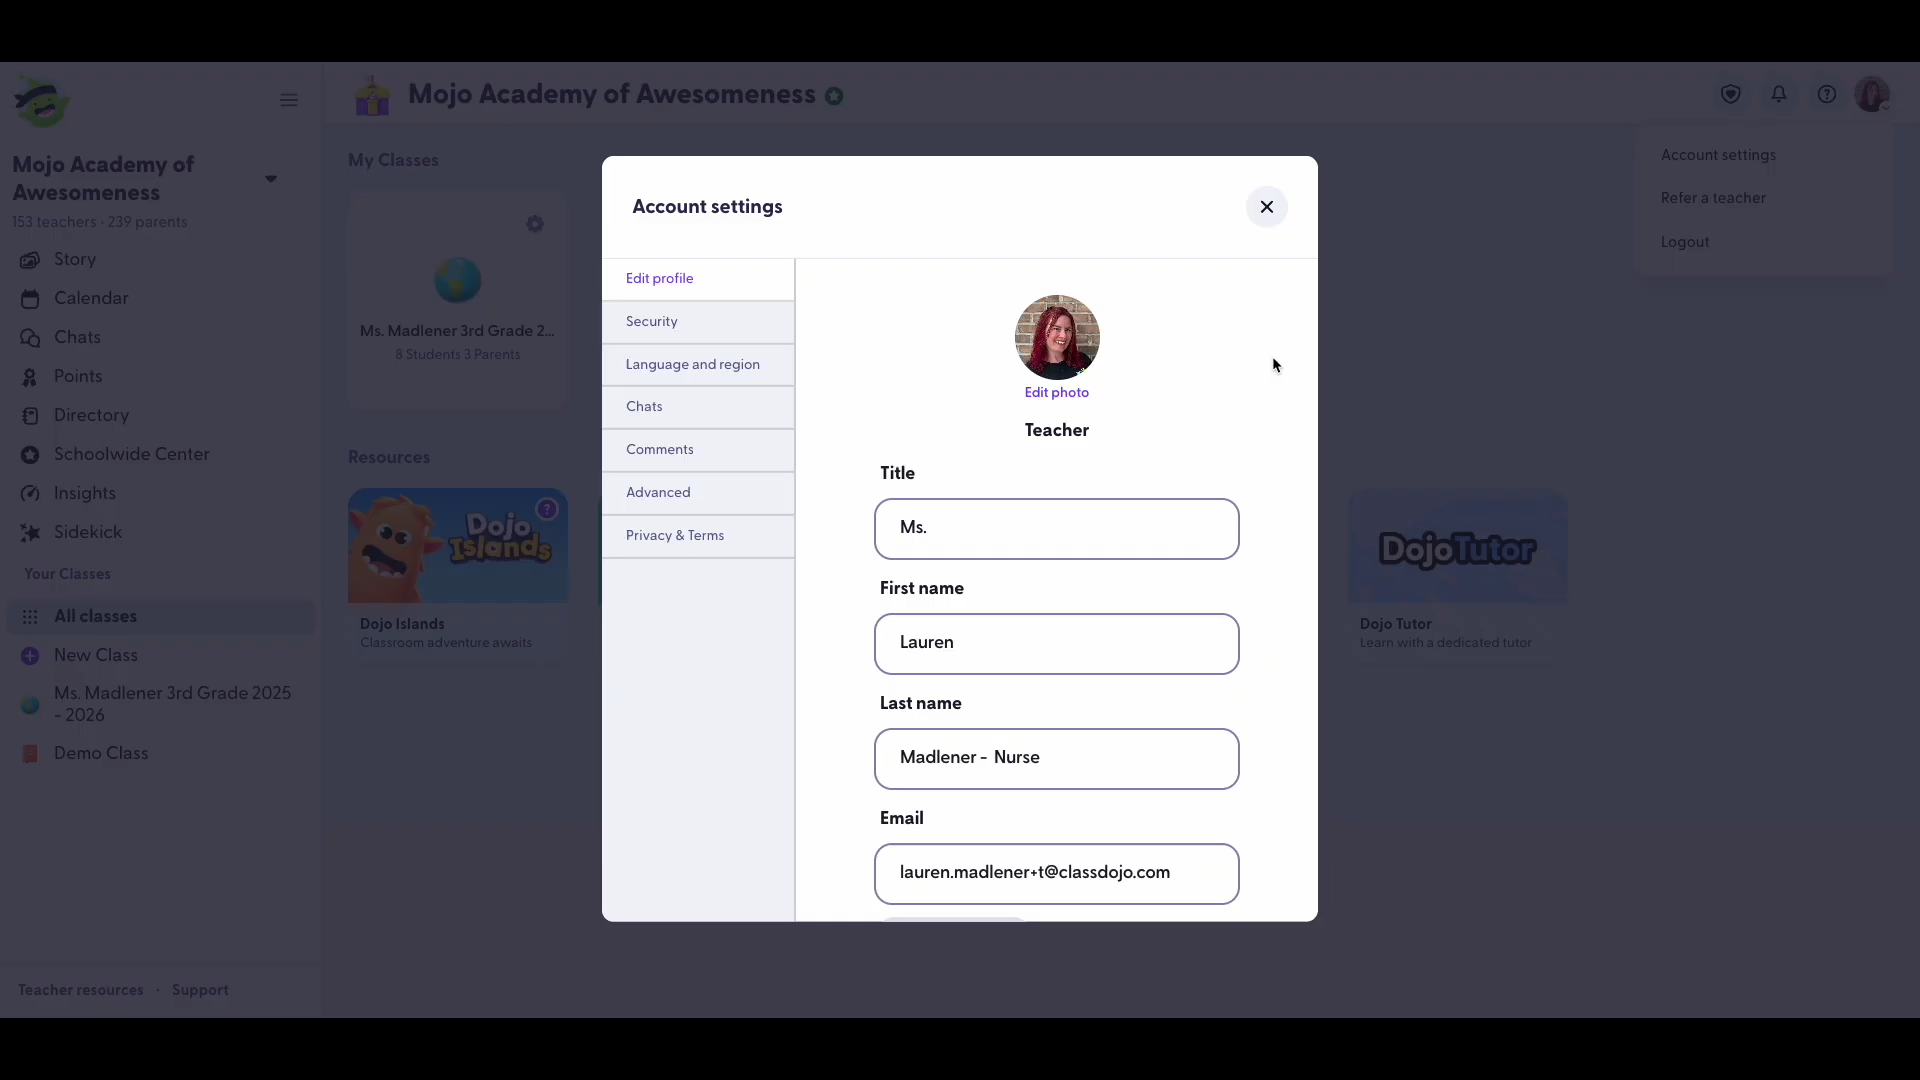 Mojo Academy of Awesomeness
153 teachers · 239 parents
Story
Calendar
Chats
Points
Directory
Schoolwide Center
Insights
Sidekick
Your Classes
All classes
New Class
Ms. Madlener 3rd Grade 2025
- 2026
Demo Class
Teacher resources · Support
Mojo Academy of
Awesomeness
My Classes
Ms. Madlener 3rd Grade 2...
8 Students 3 Parents
Resources
Dojo
Islands
Dojo Islands
Classroom adventure awaits
DojoTutor
Dojo Tutor
Learn with a dedicated tutor
Account settings
Refer a teacher
Logout
Account settings
Edit profile
Security
Language and region
Chats
Comments
Advanced
Privacy & Terms
Edit photo
Teacher
Title
Ms.
First name
Lauren
Last name
Madlener - Nurse
Email
lauren.madlener+t@classdojo.com